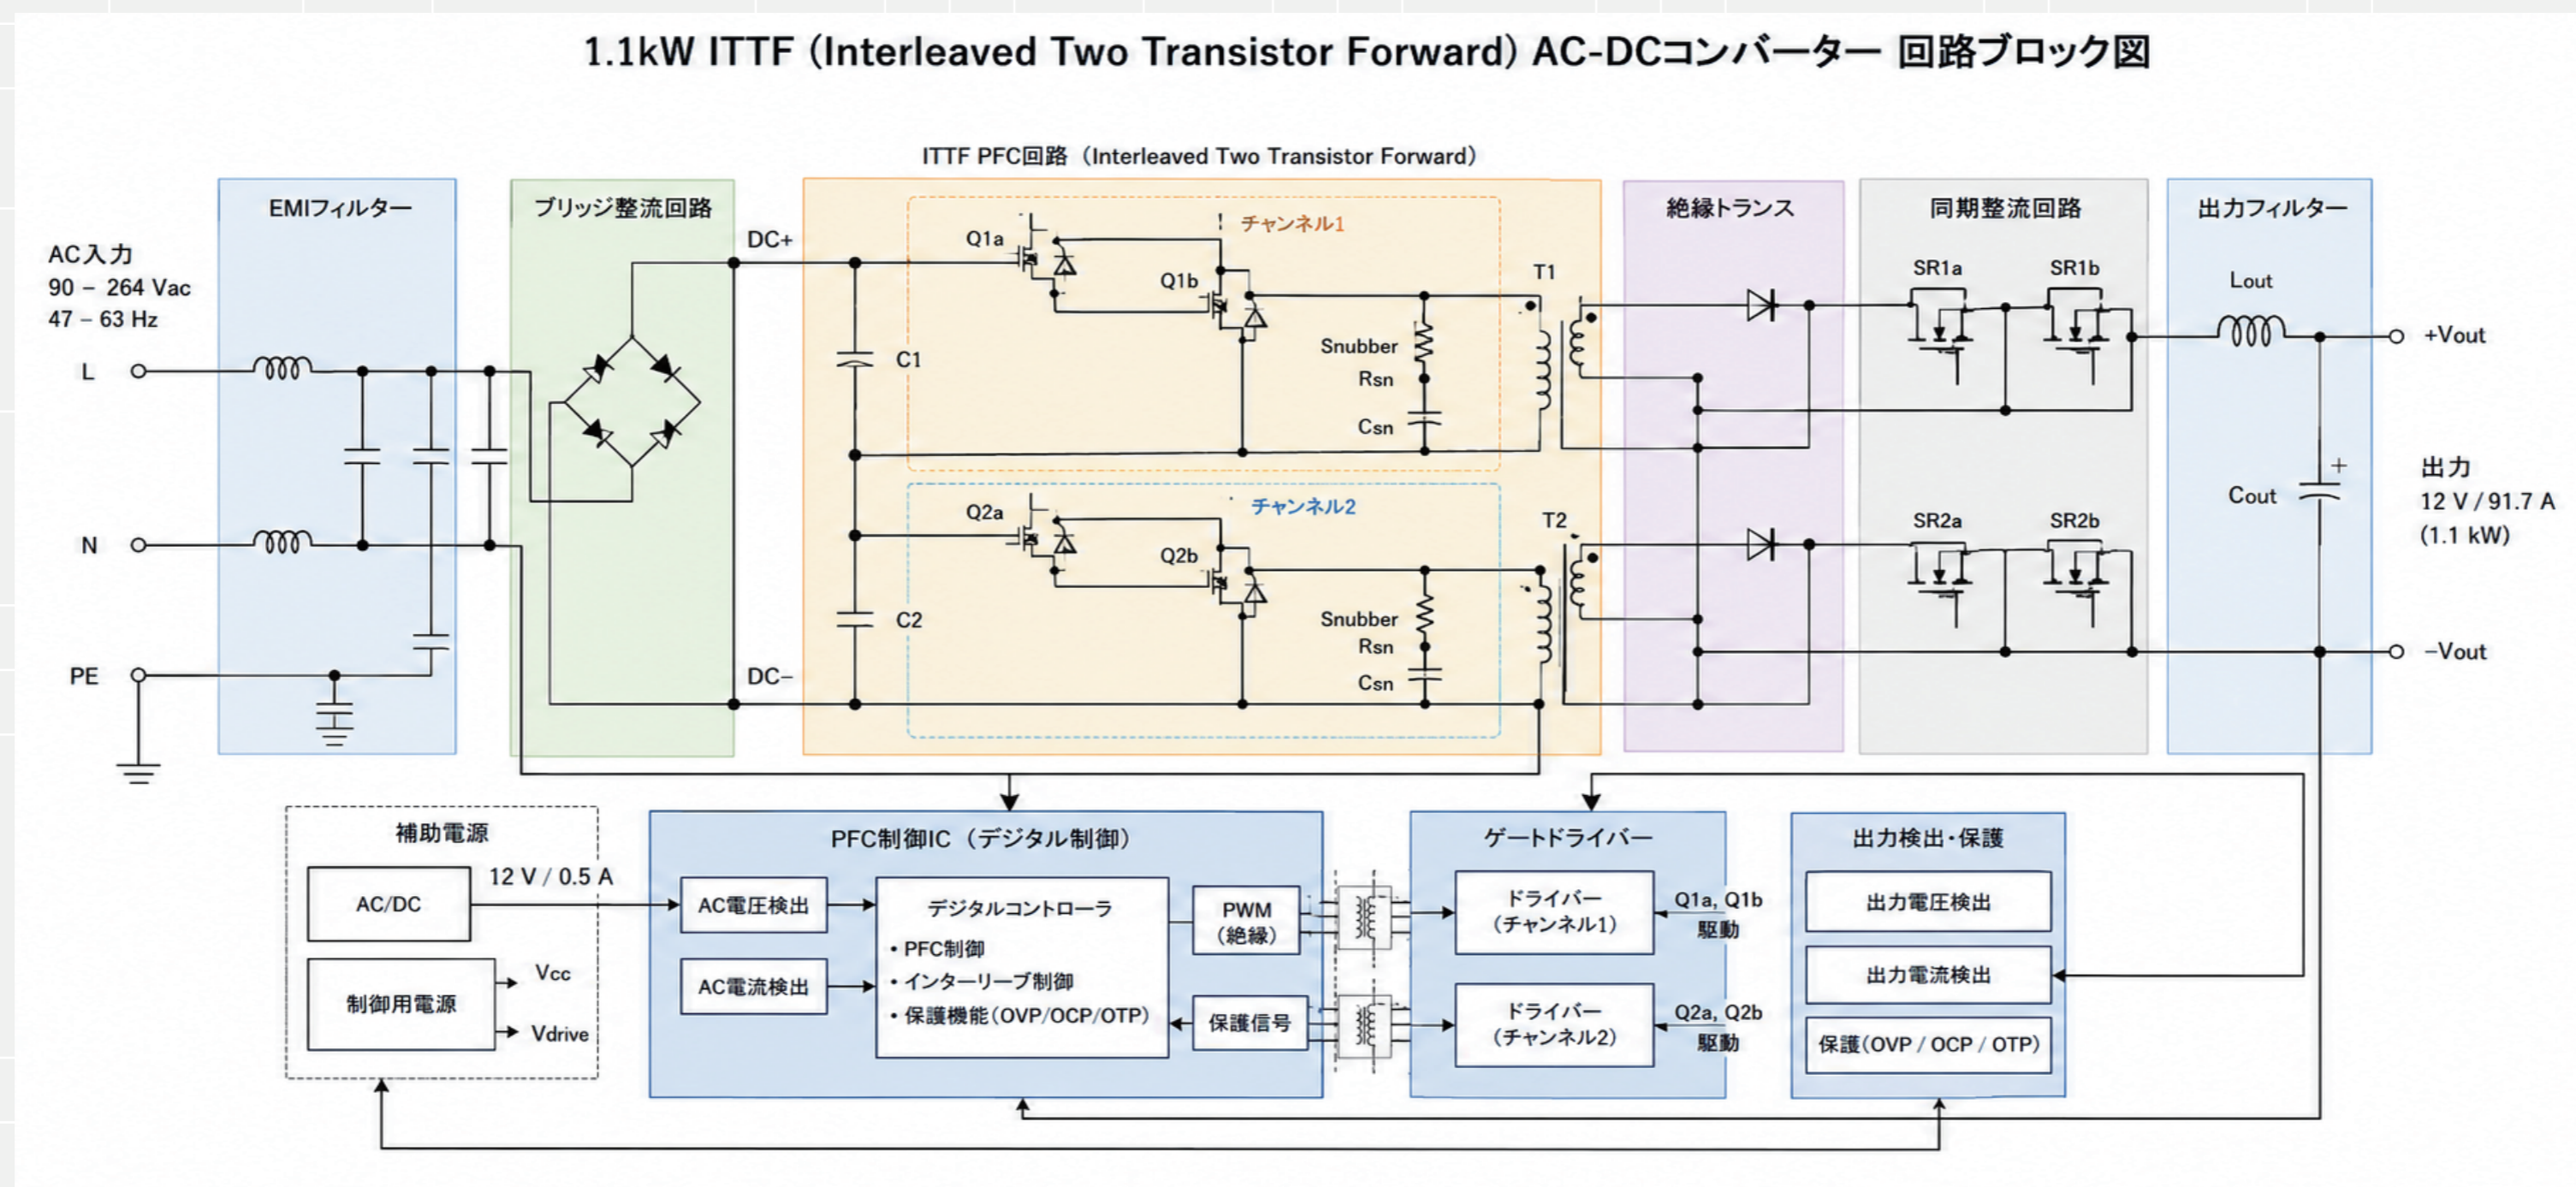 1.1kW ITTF (Interleaved Two Transistor Forward) AC-DCコンバーター 回路ブロック図
ITTF PFC回路（Interleaved Two Transistor Forward）
EMIフィルター
ブリッジ整流回路
絶縁トランス
同期整流回路
出力フィルター
AC入力
90 – 264 Vac
47 – 63 Hz
L
N
PE
DC+
DC−
C1
C2
チャンネル1
Q1a
Q1b
Snubber
Rsn
Csn
T1
チャンネル2
Q2a
Q2b
Snubber
Rsn
Csn
T2
SR1a
SR1b
SR2a
SR2b
Lout
+
Cout
+Vout
出力
12 V / 91.7 A
(1.1 kW)
−Vout
補助電源
AC/DC
12 V / 0.5 A
制御用電源
Vcc
Vdrive
PFC制御IC（デジタル制御）
AC電圧検出
AC電流検出
デジタルコントローラ
・PFC制御
・インターリーブ制御
・保護機能（OVP/OCP/OTP）
PWM
（絶縁）
保護信号
ゲートドライバー
ドライバー
（チャンネル1）
Q1a, Q1b
駆動
ドライバー
（チャンネル2）
Q2a, Q2b
駆動
出力検出・保護
出力電圧検出
出力電流検出
保護（OVP / OCP / OTP）